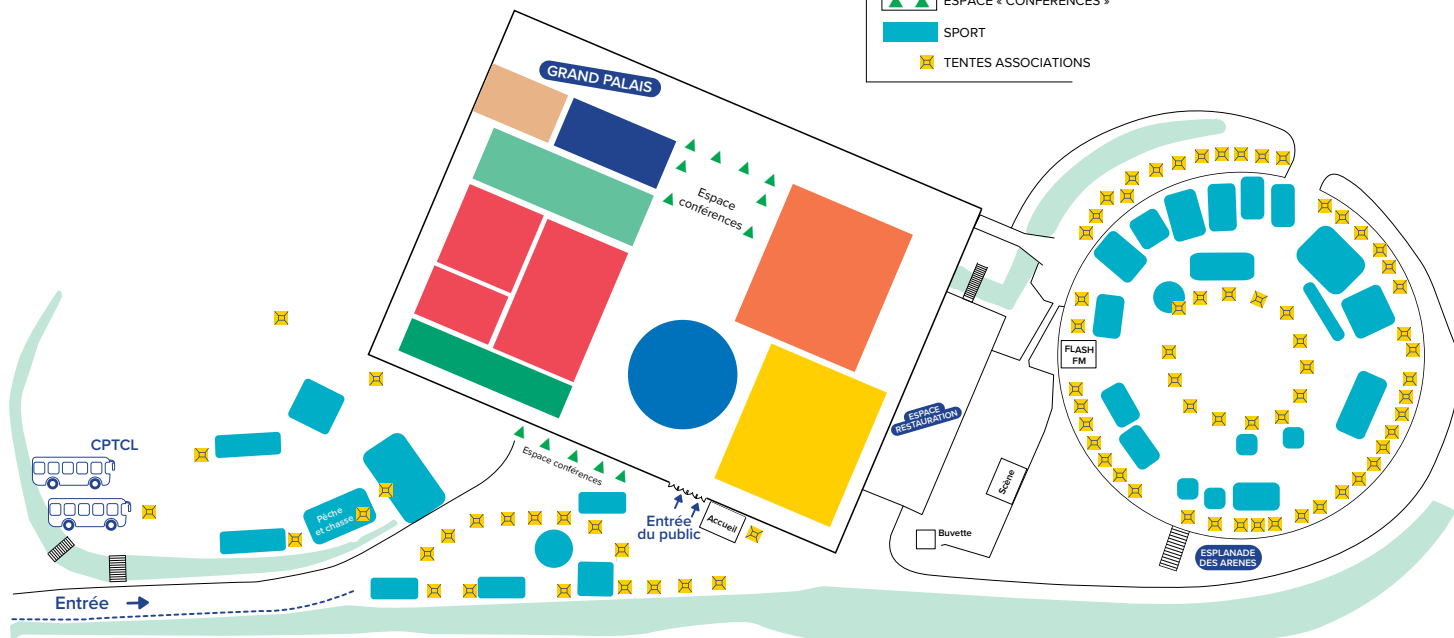 ESPACE « CONFÉRENCES »
SPORT
TENTES ASSOCIATIONS
GRAND PALAIS
Espace
conférences
FLASH
FM
ESPACE
RESTAURATION
CPTCL
Espace conférences
Scène
Pêche
et chasse
Entrée
du public
Accueil
Buvette
ESPLANADE
DES ARENES
Entrée